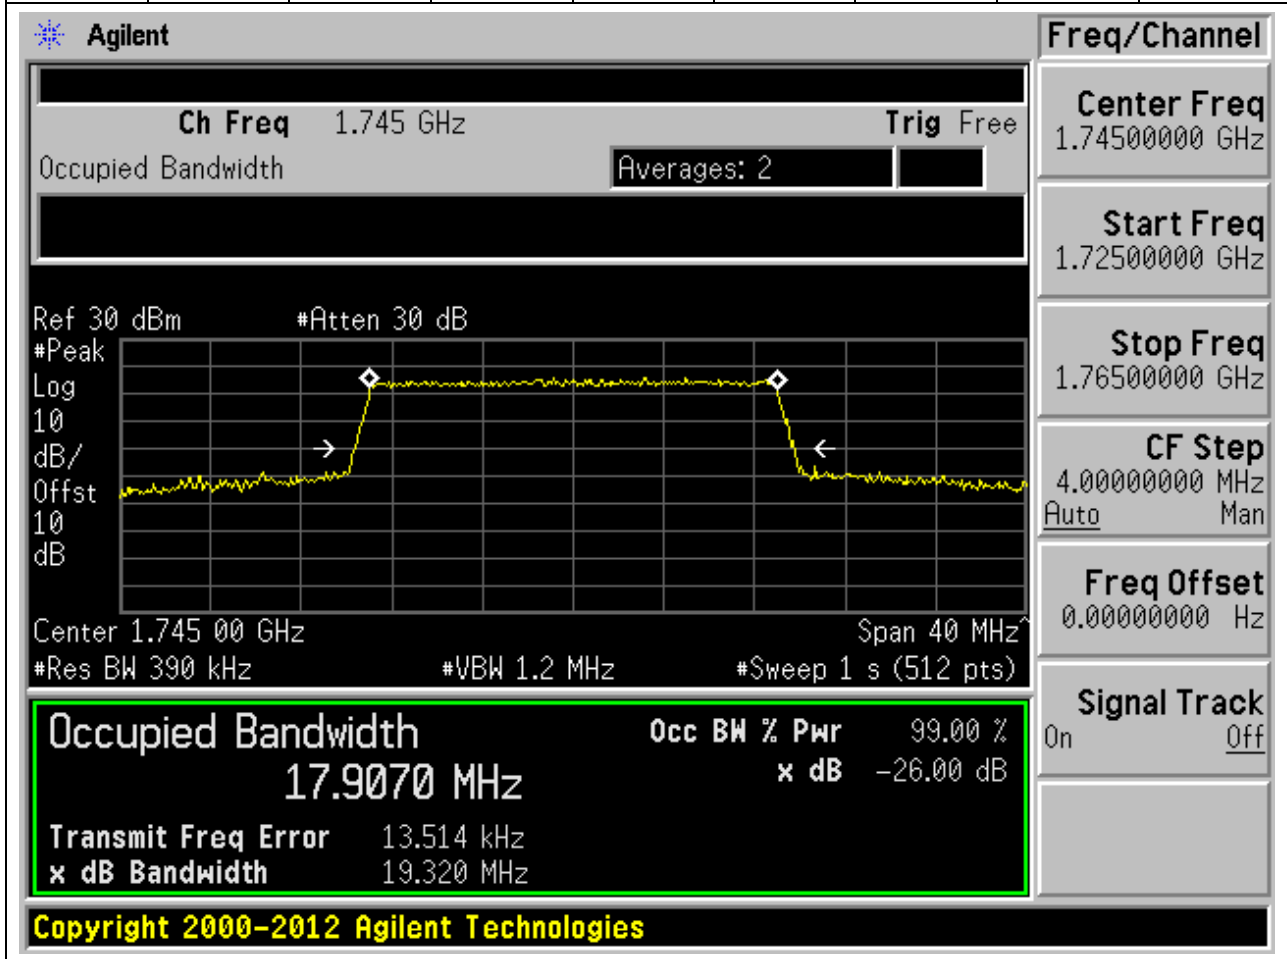 Agilent
Freq/Channel
Ch Freq 1.745 GHz Trig Free
Occupied Bandwidth Averages: 2
Center Freq
1.74500000 GHz
Start Freq
1.72500000 GHz
Stop Freq
1.76500000 GHz
CF Step
4.00000000 MHz
Auto Man
Freq Offset
0.00000000 Hz
Signal Track
On Off
Ref 30 dBm #Atten 30 dB
#Peak
Log
10
dB/
Offst
10
dB
Center 1.745 00 GHz Span 40 MHz^
#Res BW 390 kHz #VBW 1.2 MHz #Sweep 1 s (512 pts)
Occupied Bandwidth Occ BW % Pwr 99.00 %
17.9070 MHz x dB -26.00 dB
Transmit Freq Error 13.514 kHz
x dB Bandwidth 19.320 MHz
Copyright 2000-2012 Agilent Technologies